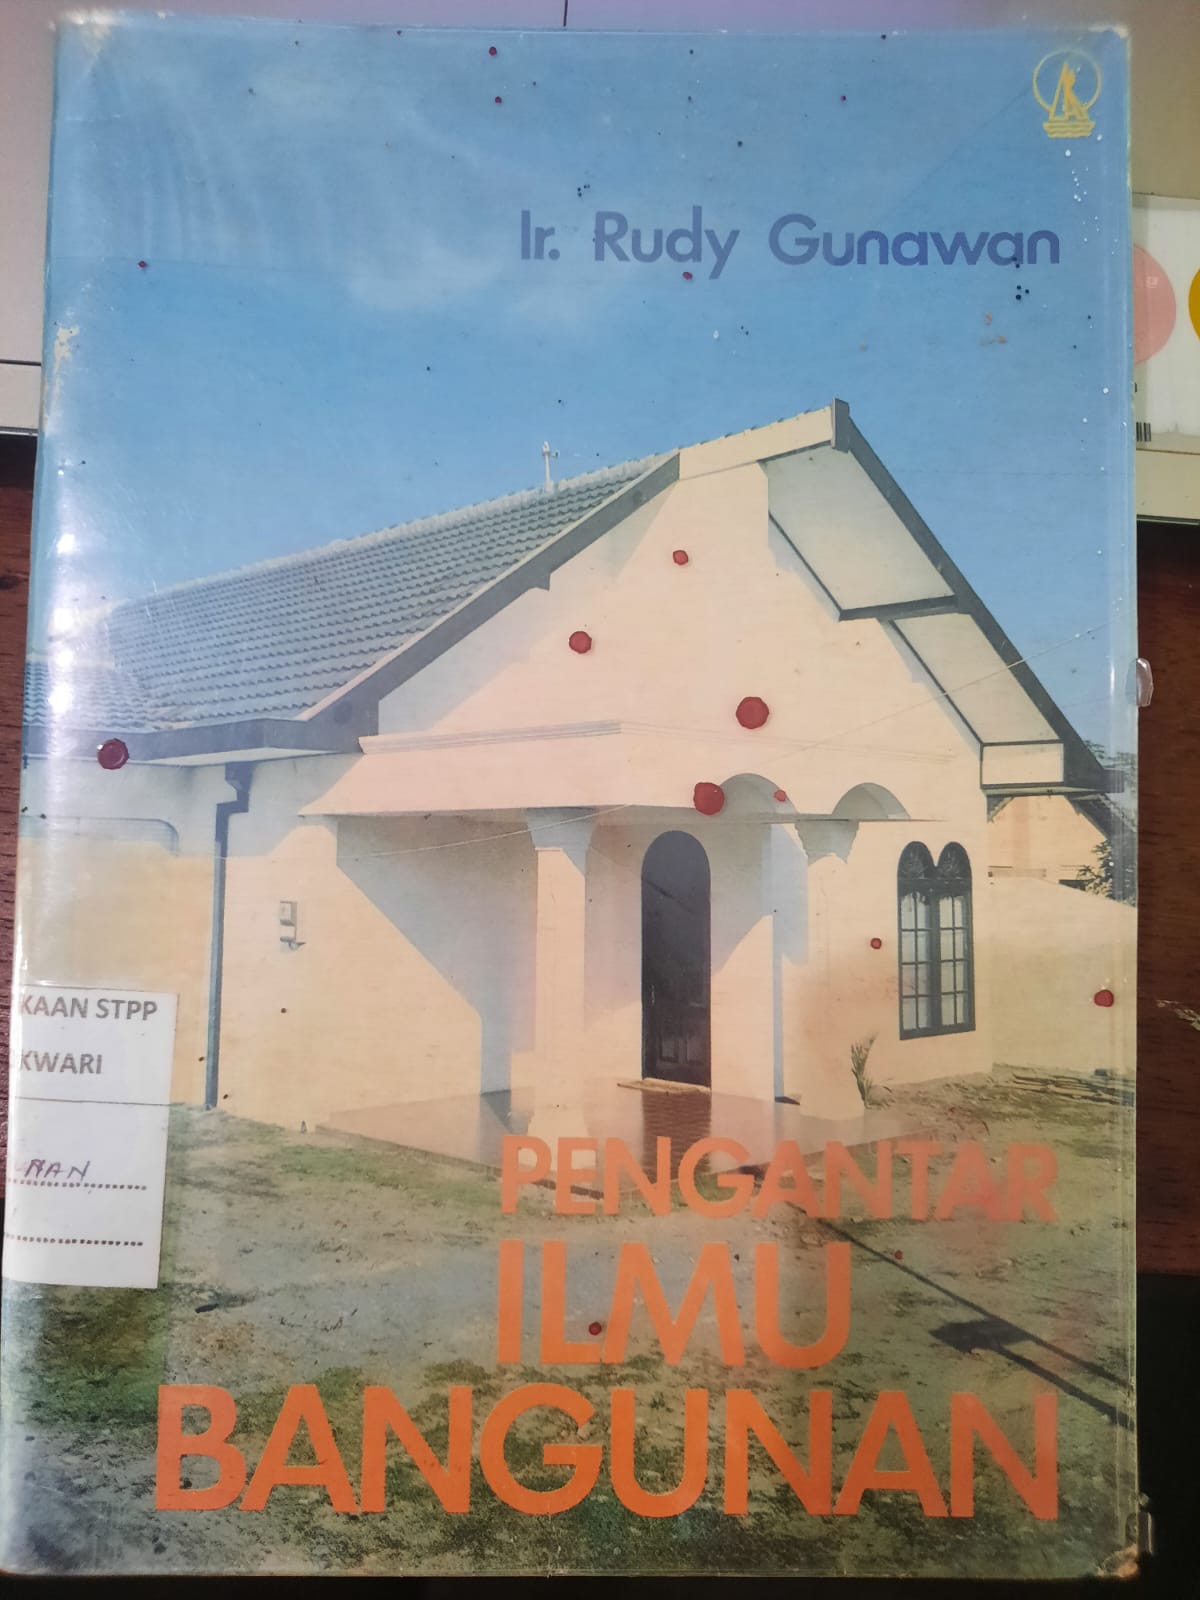 Ir. Rudy Gunawan
KAAN STPP
KWARI
PENGANTAR
ILMU
BANGUNAN